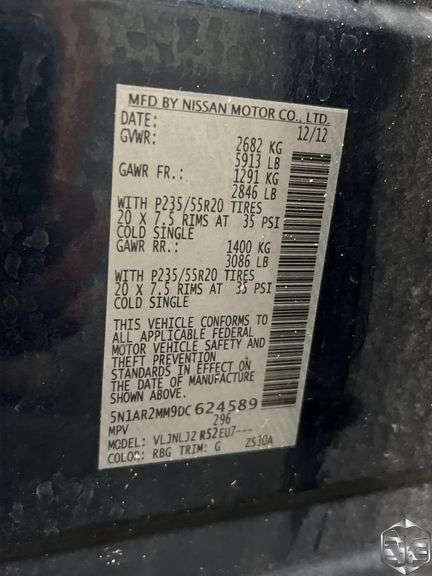 MFD BY NISSAN MOTOR CO., LTD.
DATE: 12/12
GVWR: 2682 KG
5913 LB
GAWR FR.: 1291 KG
2846 LB
WITH P235/55R20 TIRES
20 X 7.5 RIMS AT 35 PSI
COLD SINGLE
GAWR RR.: 1400 KG
3086 LB
WITH P235/55R20 TIRES
20 X 7.5 RIMS AT 35 PSI
COLD SINGLE
THIS VEHICLE CONFORMS TO
ALL APPLICABLE FEDERAL
MOTOR VEHICLE SAFETY AND
THEFT PREVENTION
STANDARDS IN EFFECT ON
THE DATE OF MANUFACTURE
SHOWN ABOVE.
5N1AR2MM9DC624589
MPV 296
MODEL: VLJNLJZ R52EU7---
COLOR: RBG TRIM: G ZS30A